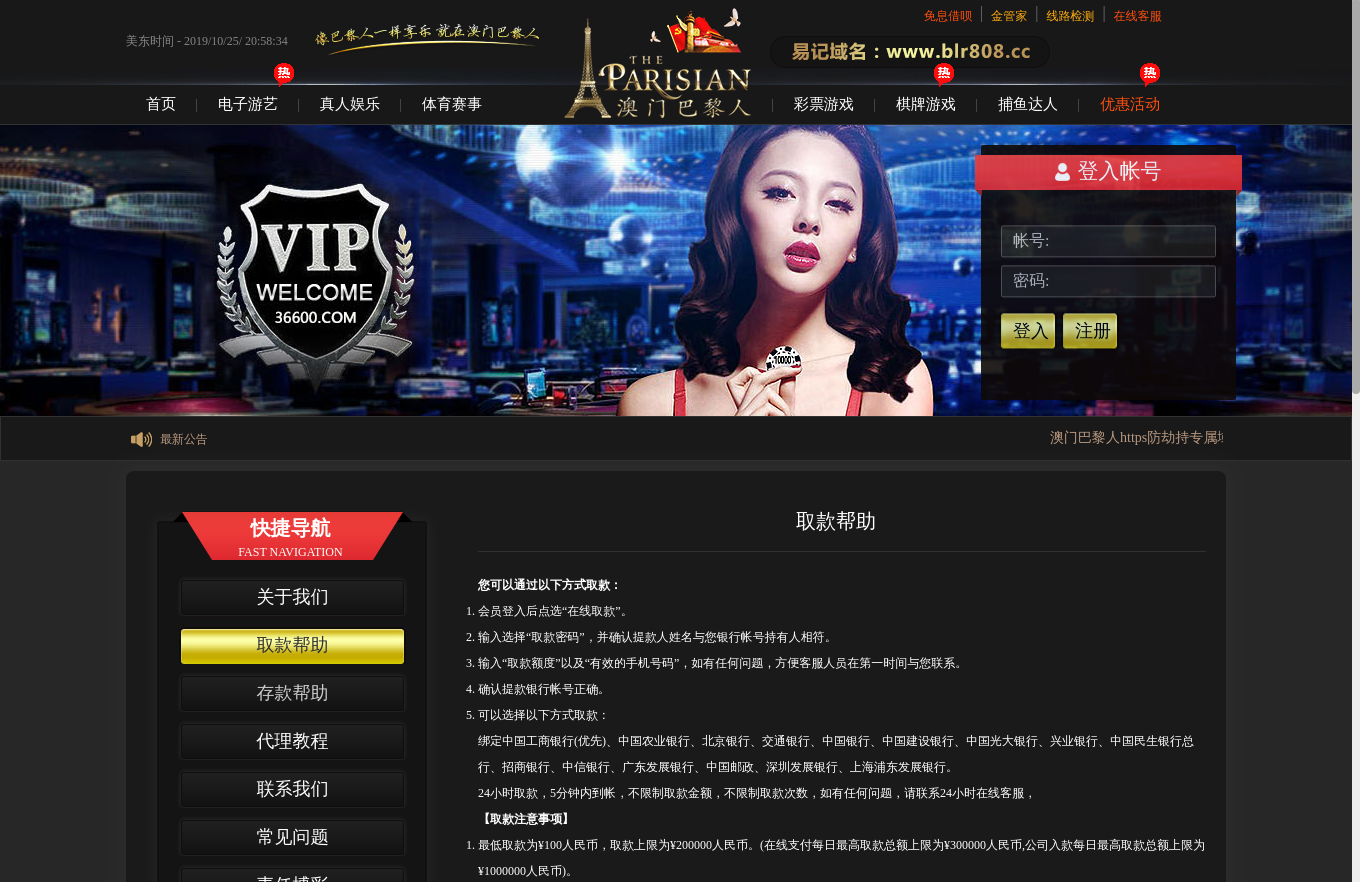 免息借呗
金管家
线路检测
在线客服
美东时间 - 2019/10/25/ 20:58:34
像巴黎人一样享乐 就在澳门巴黎人
THE
PARISIAN
澳门巴黎人
易记域名：www.blr808.cc
热
热
热
首页
电子游艺
真人娱乐
体育赛事
彩票游戏
棋牌游戏
捕鱼达人
优惠活动
VIP
WELCOME
36600.COM
10000
登入帐号
帐号:
密码:
登入
注册
最新公告
澳门巴黎人https防劫持专属
快捷导航
FAST NAVIGATION
关于我们
取款帮助
存款帮助
代理教程
联系我们
常见问题
责任博彩
取款帮助
您可以通过以下方式取款：
1. 会员登入后点选“在线取款”。
2. 输入选择“取款密码”，并确认提款人姓名与您银行帐号持有人相符。
3. 输入“取款额度”以及“有效的手机号码”，如有任何问题，方便客服人员在第一时间与您联系。
4. 确认提款银行帐号正确。
5. 可以选择以下方式取款：
绑定中国工商银行(优先)、中国农业银行、北京银行、交通银行、中国银行、中国建设银行、中国光大银行、兴业银行、中国民生银行总
行、招商银行、中信银行、广东发展银行、中国邮政、深圳发展银行、上海浦东发展银行。
24小时取款，5分钟内到帐，不限制取款金额，不限制取款次数，如有任何问题，请联系24小时在线客服，
【取款注意事项】
1. 最低取款为¥100人民币，取款上限为¥200000人民币。(在线支付每日最高取款总额上限为¥300000人民币,公司入款每日最高取款总额上限为
¥1000000人民币)。